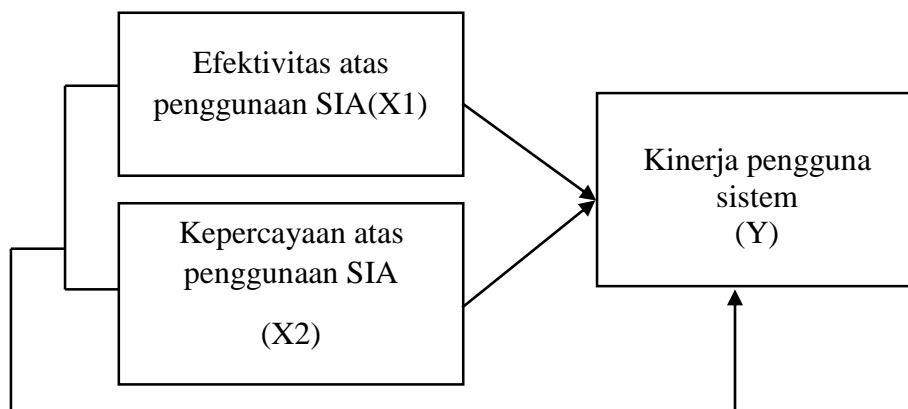 Efektivitas atas
penggunaan SIA(X1)
Kepercayaan atas
penggunaan SIA
(X2)
Kinerja pengguna
sistem
(Y)